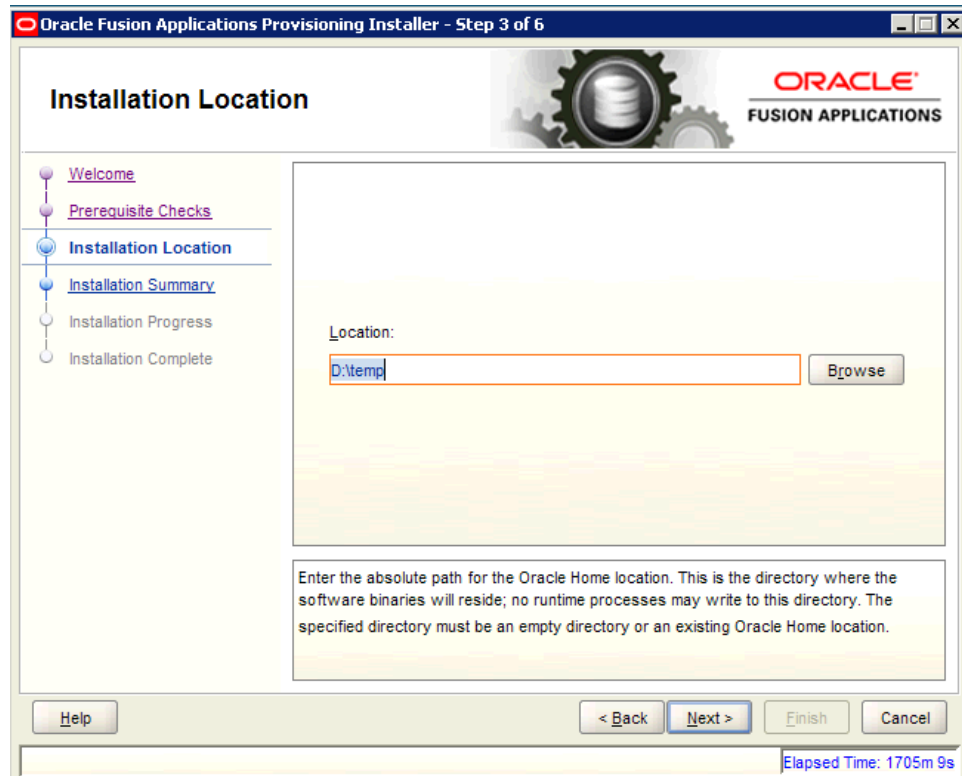 Oracle Fusion Applications Provisioning Installer - Step 3 of 6
Installation Location
ORACLE
FUSION APPLICATIONS
Welcome
Prerequisite Checks
Installation Location
Installation Summary
Installation Progress
Installation Complete
Location:
D:\temp
Browse
Enter the absolute path for the Oracle Home location. This is the directory where the
software binaries will reside; no runtime processes may write to this directory. The
specified directory must be an empty directory or an existing Oracle Home location.
Help
< Back
Next >
Finish
Cancel
Elapsed Time: 1705m 9s